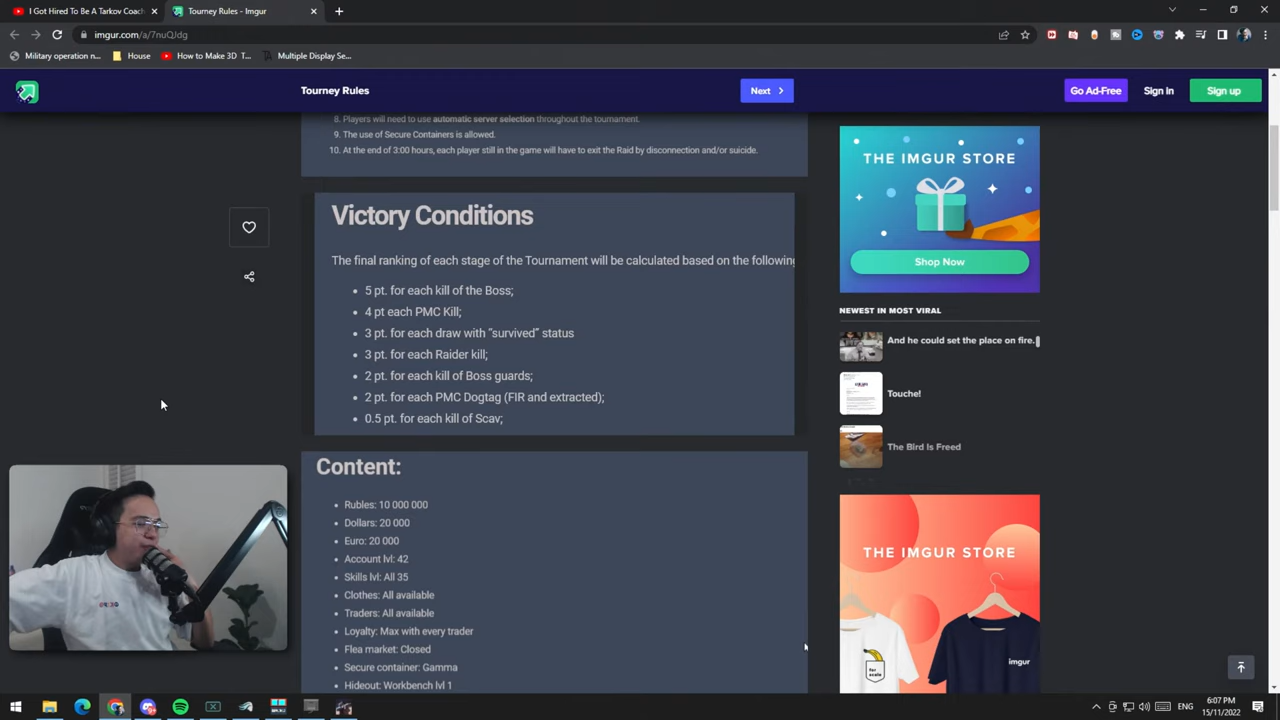 I Got Hired To Be A Tarkov Coach
Tourney Rules - Imgur
imgur.com/a/7nuQJdg
Military operation n...
House
How to Make 3D T...
Multiple Display Se...
Tourney Rules
Next
Go Ad-Free
Sign in
Sign up
8. Players will need to use automatic server selection throughout the tournament.
9. The use of Secure Containers is allowed.
10. At the end of 3:00 hours, each player still in the game will have to exit the Raid by disconnection and/or suicide.
Victory Conditions
The final ranking of each stage of the Tournament will be calculated based on the following
• 5 pt. for each kill of the Boss;
• 4 pt each PMC Kill;
• 3 pt. for each draw with “survived” status
• 3 pt. for each Raider kill;
• 2 pt. for each kill of Boss guards;
• 2 pt. for each PMC Dogtag (FIR and extracted);
• 0.5 pt. for each kill of Scav;
Content:
• Rubles: 10 000 000
• Dollars: 20 000
• Euro: 20 000
• Account lvl: 42
• Skills lvl: All 35
• Clothes: All available
• Traders: All available
• Loyalty: Max with every trader
• Flea market: Closed
• Secure container: Gamma
• Hideout: Workbench lvl 1
THE IMGUR STORE
Shop Now
NEWEST IN MOST VIRAL
And he could set the place on fire.
Touche!
The Bird Is Freed
THE IMGUR STORE
for scale
imgur
ENG
6:07 PM
15/11/2022